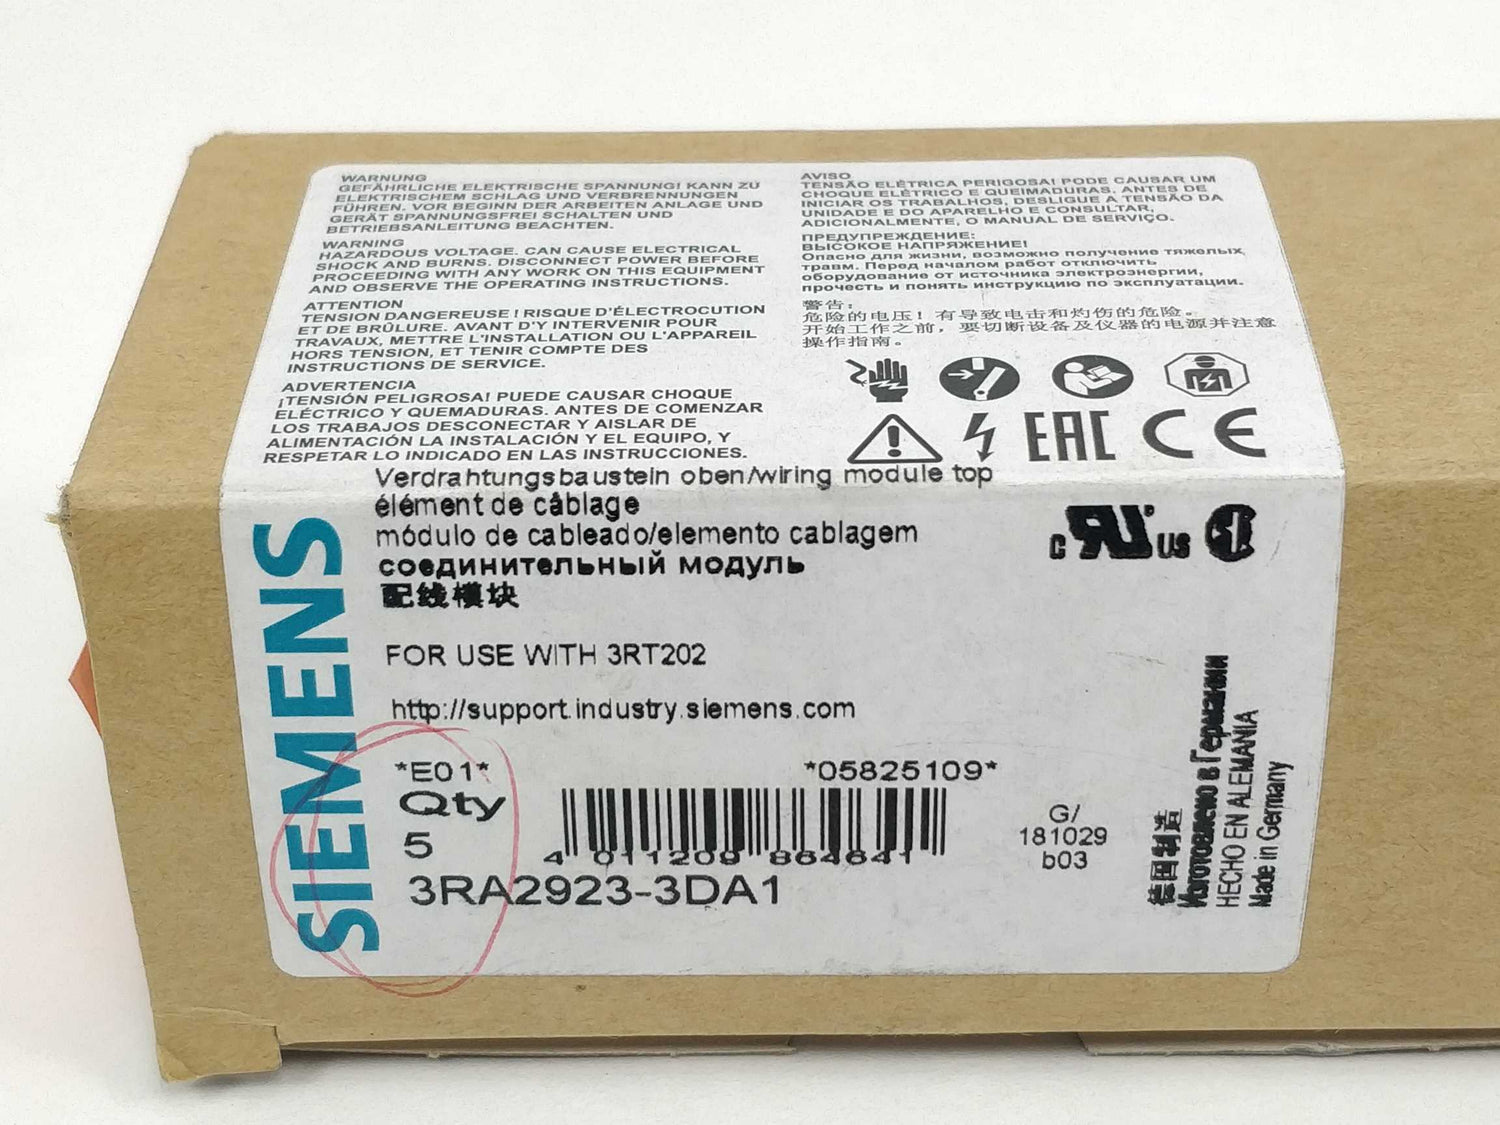 WARNUNG
GEFÄHRLICHE ELEKTRISCHE SPANNUNG! KANN ZU
ELEKTRISCHEM SCHLAG UND VERBRENNUNGEN
FÜHREN. VOR BEGINN DER ARBEITEN ANLAGE UND
GERÄT SPANNUNGSFREI SCHALTEN UND
BETRIEBSANLEITUNG BEACHTEN.
WARNING
HAZARDOUS VOLTAGE. CAN CAUSE ELECTRICAL
SHOCK AND BURNS. DISCONNECT POWER BEFORE
PROCEEDING WITH ANY WORK ON THIS EQUIPMENT
AND OBSERVE THE OPERATING INSTRUCTIONS.
ATTENTION
TENSION DANGEREUSE ! RISQUE D'ÉLECTROCUTION
ET DE BRÛLURE. AVANT D'Y INTERVENIR POUR
TRAVAUX, METTRE L'INSTALLATION OU L'APPAREIL
HORS TENSION, ET TENIR COMPTE DES
INSTRUCTIONS DE SERVICE.
ADVERTENCIA
¡TENSIÓN PELIGROSA! PUEDE CAUSAR CHOQUE
ELÉCTRICO Y QUEMADURAS. ANTES DE COMENZAR
LOS TRABAJOS DESCONECTAR Y AISLAR DE
ALIMENTACIÓN LA INSTALACIÓN Y EL EQUIPO, Y
RESPETAR LO INDICADO EN LAS INSTRUCCIONES.
AVISO
TENSÃO ELÉTRICA PERIGOSA! PODE CAUSAR UM
CHOQUE ELÉTRICO E QUEIMADURAS. ANTES DE
INICIAR OS TRABALHOS, DESLIGUE A TENSÃO DA
UNIDADE E DO APARELHO E CONSULTAR,
ADICIONALMENTE, O MANUAL DE SERVIÇO.
ПРЕДУПРЕЖДЕНИЕ:
ВЫСОКОЕ НАПРЯЖЕНИЕ!
Опасно для жизни, возможно получение тяжелых
травм. Перед началом работ отключить
оборудование от источника электроэнергии,
прочесть и понять инструкцию по эксплуатации.
警告:
危险的电压! 有导致电击和灼伤的危险。
开始工作之前, 要切断设备及仪器的电源并注意
操作指南。
EAC CE
Verdrahtungsbaustein oben/wiring module top
élément de câblage
módulo de cableado/elemento cablagem
соединительный модуль
配线模块
c RU us
SIEMENS
FOR USE WITH 3RT202
http://support.industry.siemens.com
*E01* *05825109*
Qty
5
4 011209 864641
3RA2923-3DA1
G/
181029
b03
德国制造
Изготовлено в Германии
HECHO EN ALEMANIA
Made in Germany